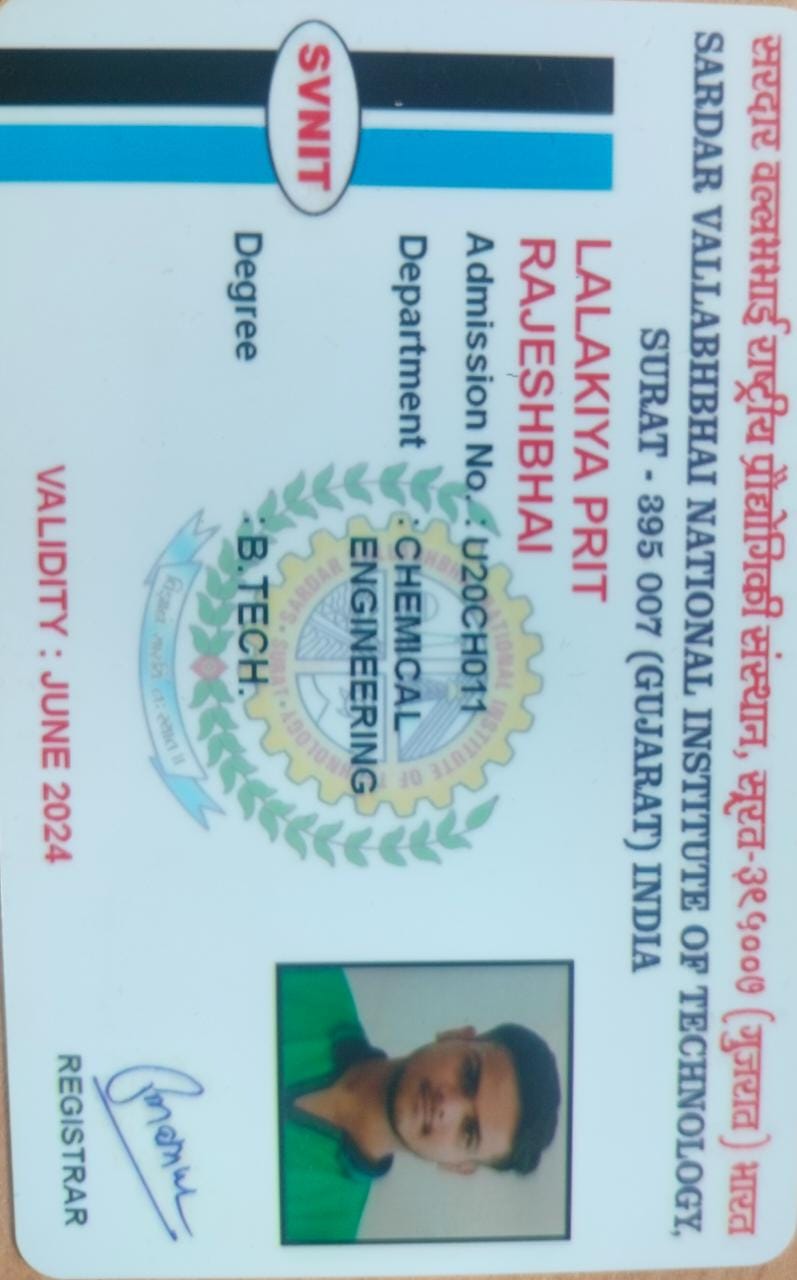 सरदार वल्लभभाई राष्ट्रीय प्रौद्योगिकी संस्थान, सूरत-३९५००७ (गुजरात) भारत
SARDAR VALLABHBHAI NATIONAL INSTITUTE OF TECHNOLOGY,
SURAT - 395 007 (GUJARAT) INDIA
SVNIT
LALAKIYA PRIT
RAJESHBHAI
Admission No. : U20CH011
Department : CHEMICAL
ENGINEERING
Degree : B.TECH.
SARDAR VALLABHBHAI NATIONAL INSTITUTE OF TECHNOLOGY
SURAT
VALIDITY : JUNE 2024
REGISTRAR